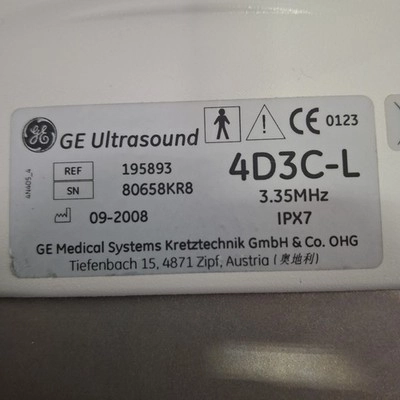 GE Ultrasound
CE 0123
REF 195893
4D3C-L
SN 80658KR8
3.35MHz
09-2008
IPX7
GE Medical Systems Kretztechnik GmbH & Co. OHG
Tiefenbach 15, 4871 Zipf, Austria (奥地利)
4N405_4